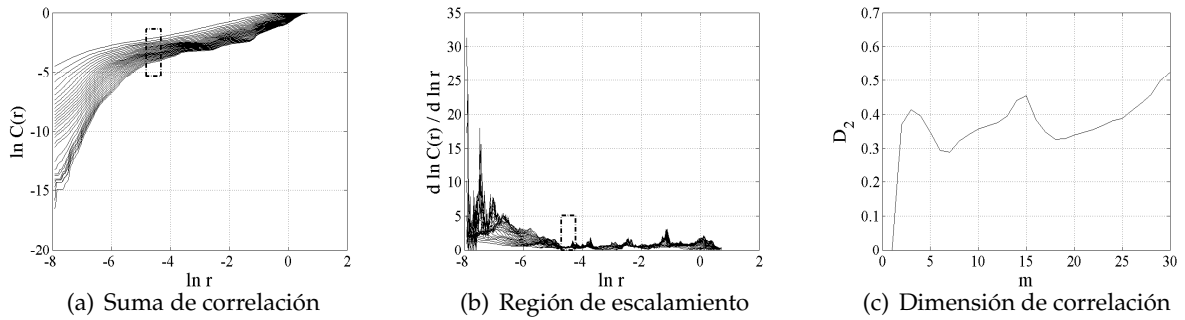 0
-5
-10
-15
-20
ln C(r)
-8 -6 -4 -2 0 2
ln r
(a) Suma de correlación
35
30
25
20
15
10
5
0
d ln C(r) / d ln r
-8 -6 -4 -2 0 2
ln r
(b) Región de escalamiento
0.7
0.6
0.5
0.4
0.3
0.2
0.1
0
D2
0 5 10 15 20 25 30
m
(c) Dimensión de correlación